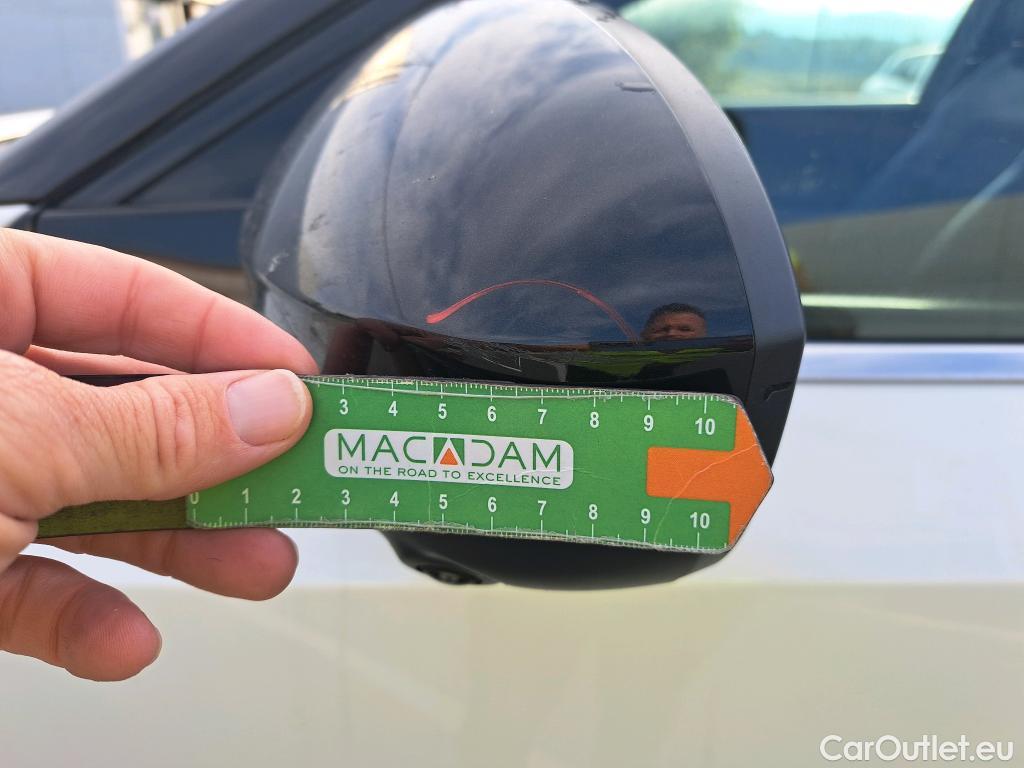 3 4 5 6 7 8 9 10
MACADAM
ON THE ROAD TO EXCELLENCE
0 1 2 3 4 5 6 7 8 9 10
CarOutlet.eu